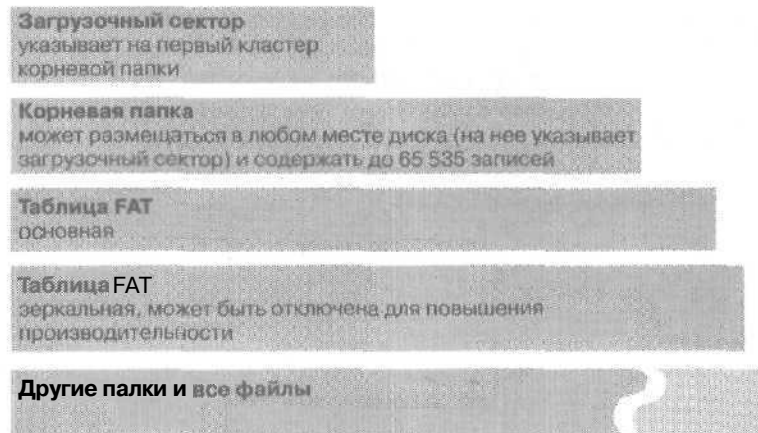 Загрузочный сектор
указывает на первый кластер
корневой папки
Корневая папка
может размещаться в любом месте диска (на нее указывает
загрузочный сектор) и содержать до 65 535 записей
Таблица FAT
основная
Таблица FAT
зеркальная, может быть отключена для повышения
производительности
Другие палки и все файлы